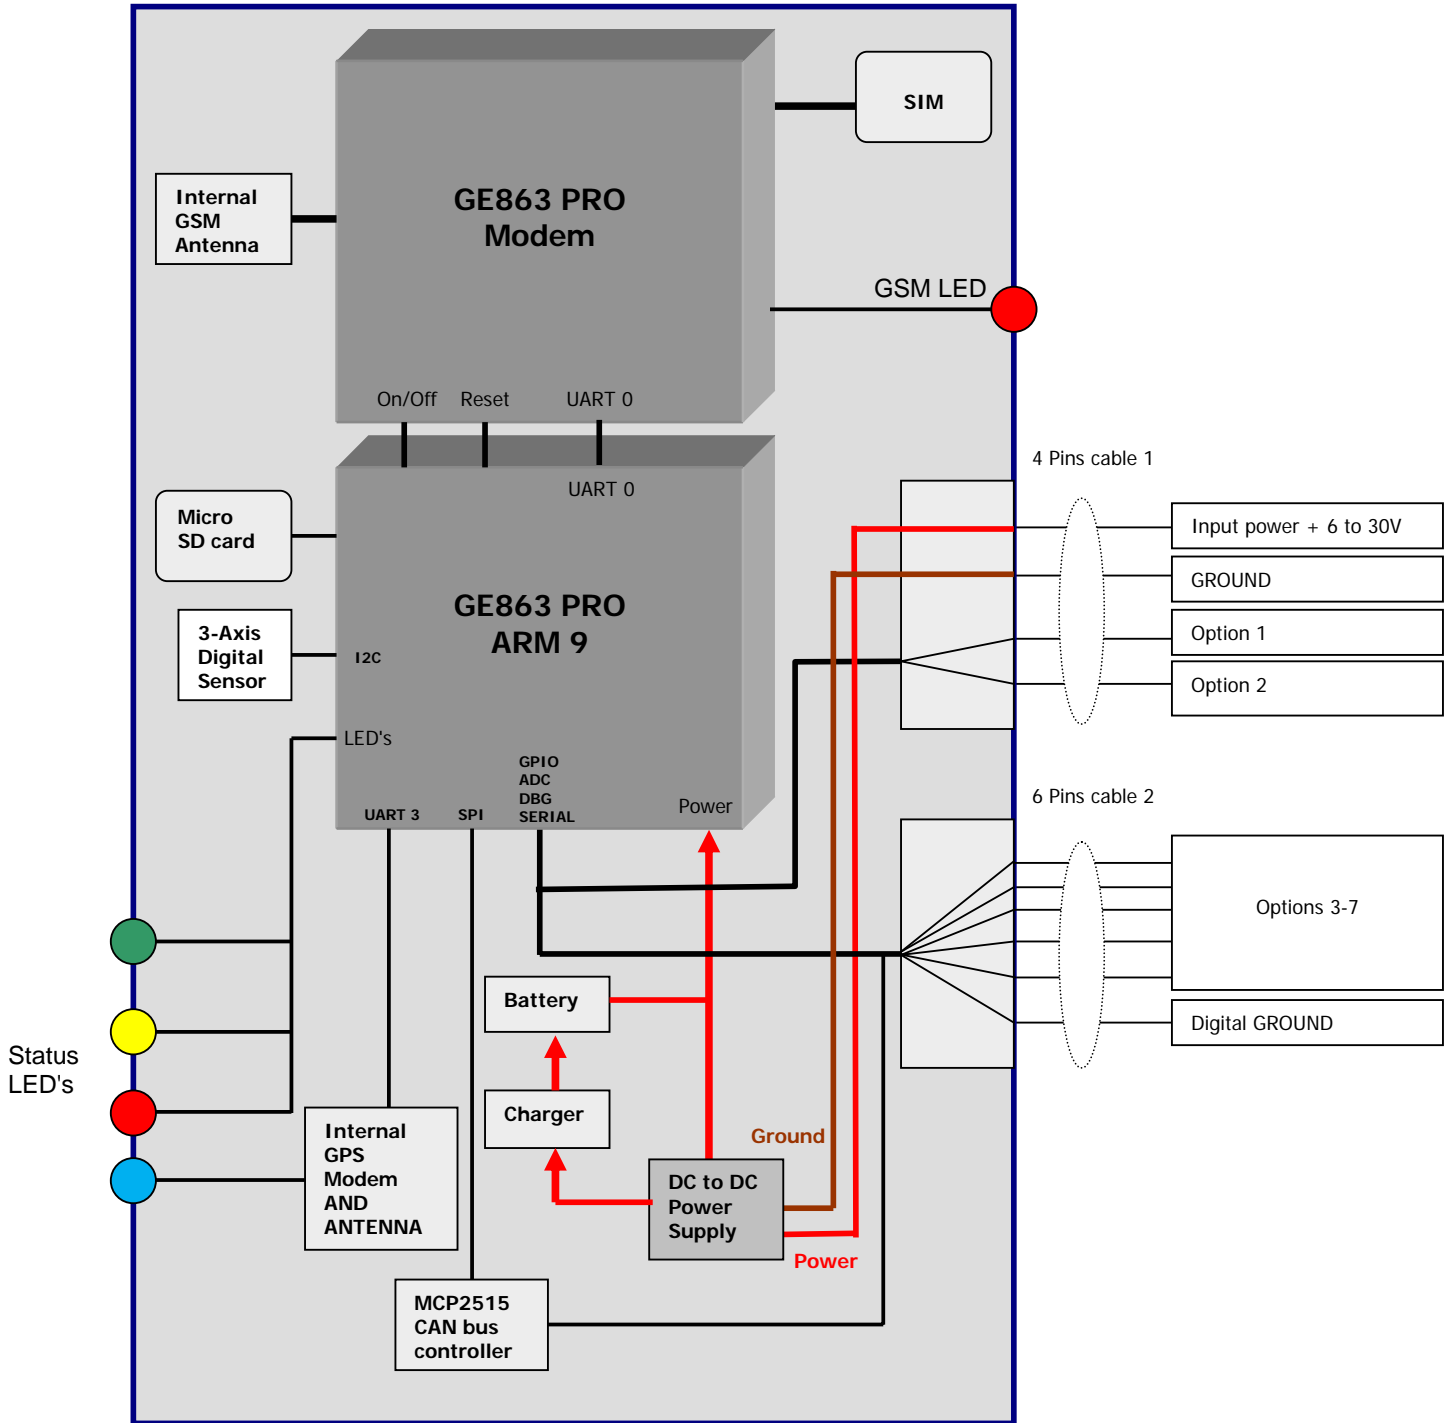 SIM
GE863 PRO
Modem
Internal
GSM
Antenna
GSM LED
On/Off
Reset
UART 0
4 Pins cable 1
UART 0
Micro
SD card
Input power + 6 to 30V
GROUND
GE863 PRO
ARM 9
3-Axis
Digital
Sensor
I2C
Option 1
Option 2
LED's
GPIO
ADC
DBG
SERIAL
UART 3
SPI
Power
6 Pins cable 2
Options 3-7
Battery
Digital GROUND
Status
LED's
Charger
Internal
GPS
Modem
AND
ANTENNA
Ground
DC to DC
Power
Supply
Power
MCP2515
CAN bus
controller